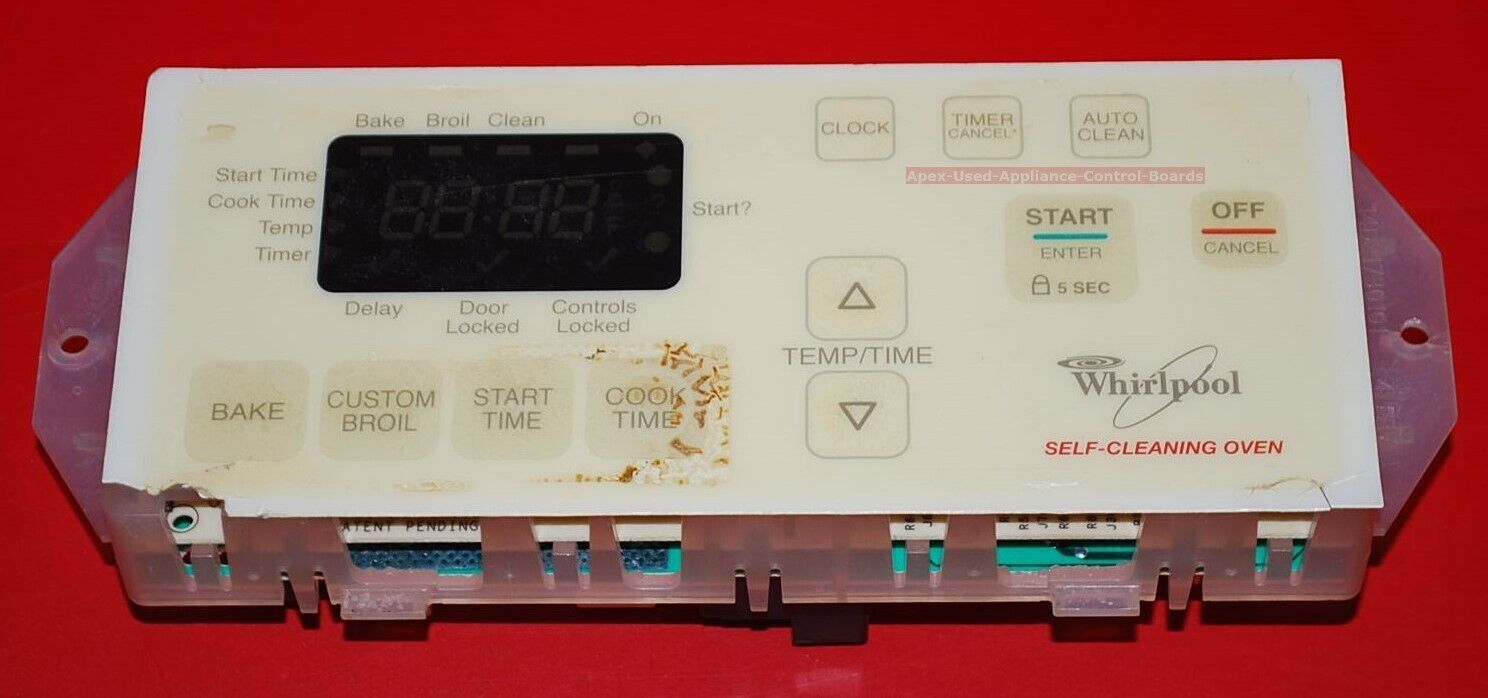 Bake Broil Clean On
CLOCK
TIMER
CANCEL*
AUTO
CLEAN
Apex-Used-Appliance-Control-Boards
Start Time
Cook Time
Temp
Timer
Start?
START
ENTER
5 SEC
OFF
CANCEL
Delay
Door
Locked
Controls
Locked
TEMP/TIME
BAKE
CUSTOM
BROIL
START
TIME
COOK
TIME
Whirlpool
SELF-CLEANING OVEN
ATENT PENDING